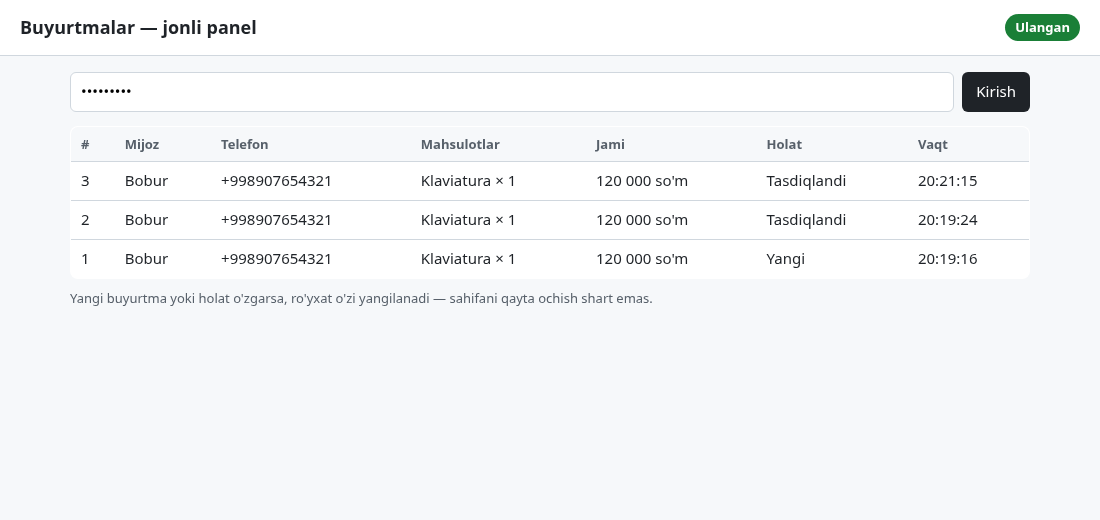 Buyurtmalar — jonli panel
Ulangan
•••••••••
Kirish
# Mijoz Telefon Mahsulotlar Jami Holat Vaqt
3 Bobur +998907654321 Klaviatura × 1 120 000 so'm Tasdiqlandi 20:21:15
2 Bobur +998907654321 Klaviatura × 1 120 000 so'm Tasdiqlandi 20:19:24
1 Bobur +998907654321 Klaviatura × 1 120 000 so'm Yangi 20:19:16
Yangi buyurtma yoki holat o'zgarsa, ro'yxat o'zi yangilanadi — sahifani qayta ochish shart emas.